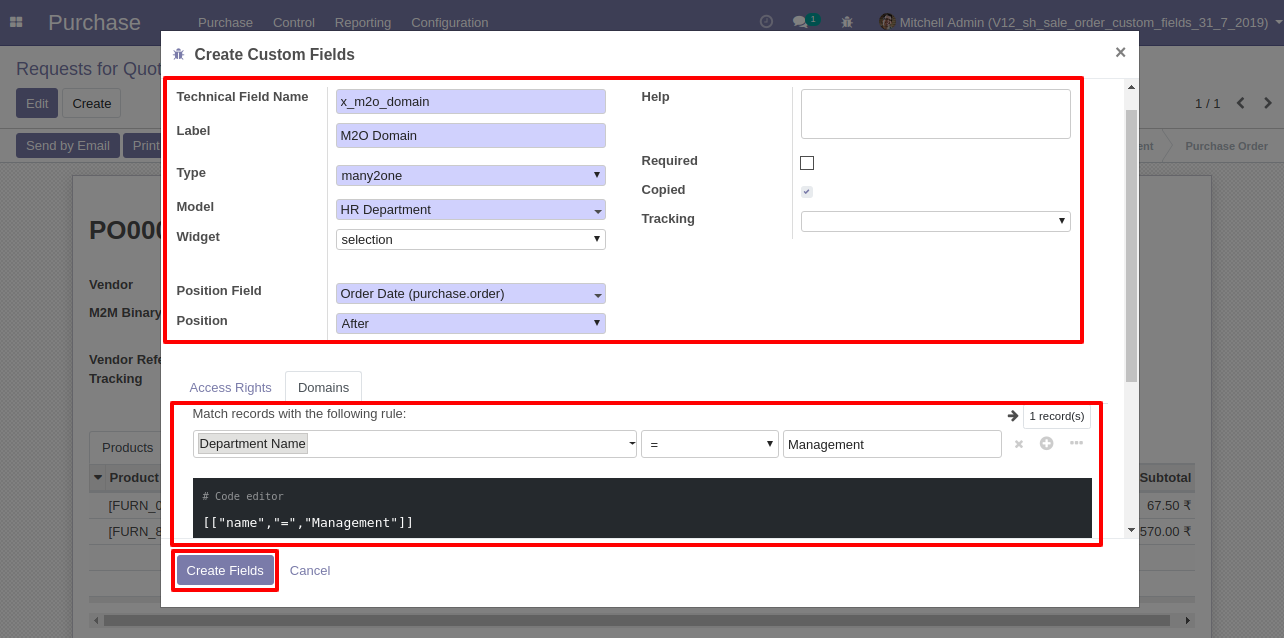 Purchase
Purchase Control Reporting Configuration
1
Mitchell Admin (V12_sh_sale_order_custom_fields_31_7_2019)
Requests for Quot
Edit Create
1 / 1
Send by Email Print
Purchase Order
PO000
Vendor
M2M Binary
Vendor Refe
Tracking
Products
Product
Subtotal
[FURN_0
67.50 ₹
[FURN_8
570.00 ₹
Create Custom Fields
×
Technical Field Name x_m2o_domain
Label M2O Domain
Type many2one
Model HR Department
Widget selection
Position Field Order Date (purchase.order)
Position After
Help
Required
Copied
Tracking
Access Rights Domains
Match records with the following rule:
1 record(s)
Department Name = Management
# Code editor
[["name","=","Management"]]
Create Fields Cancel